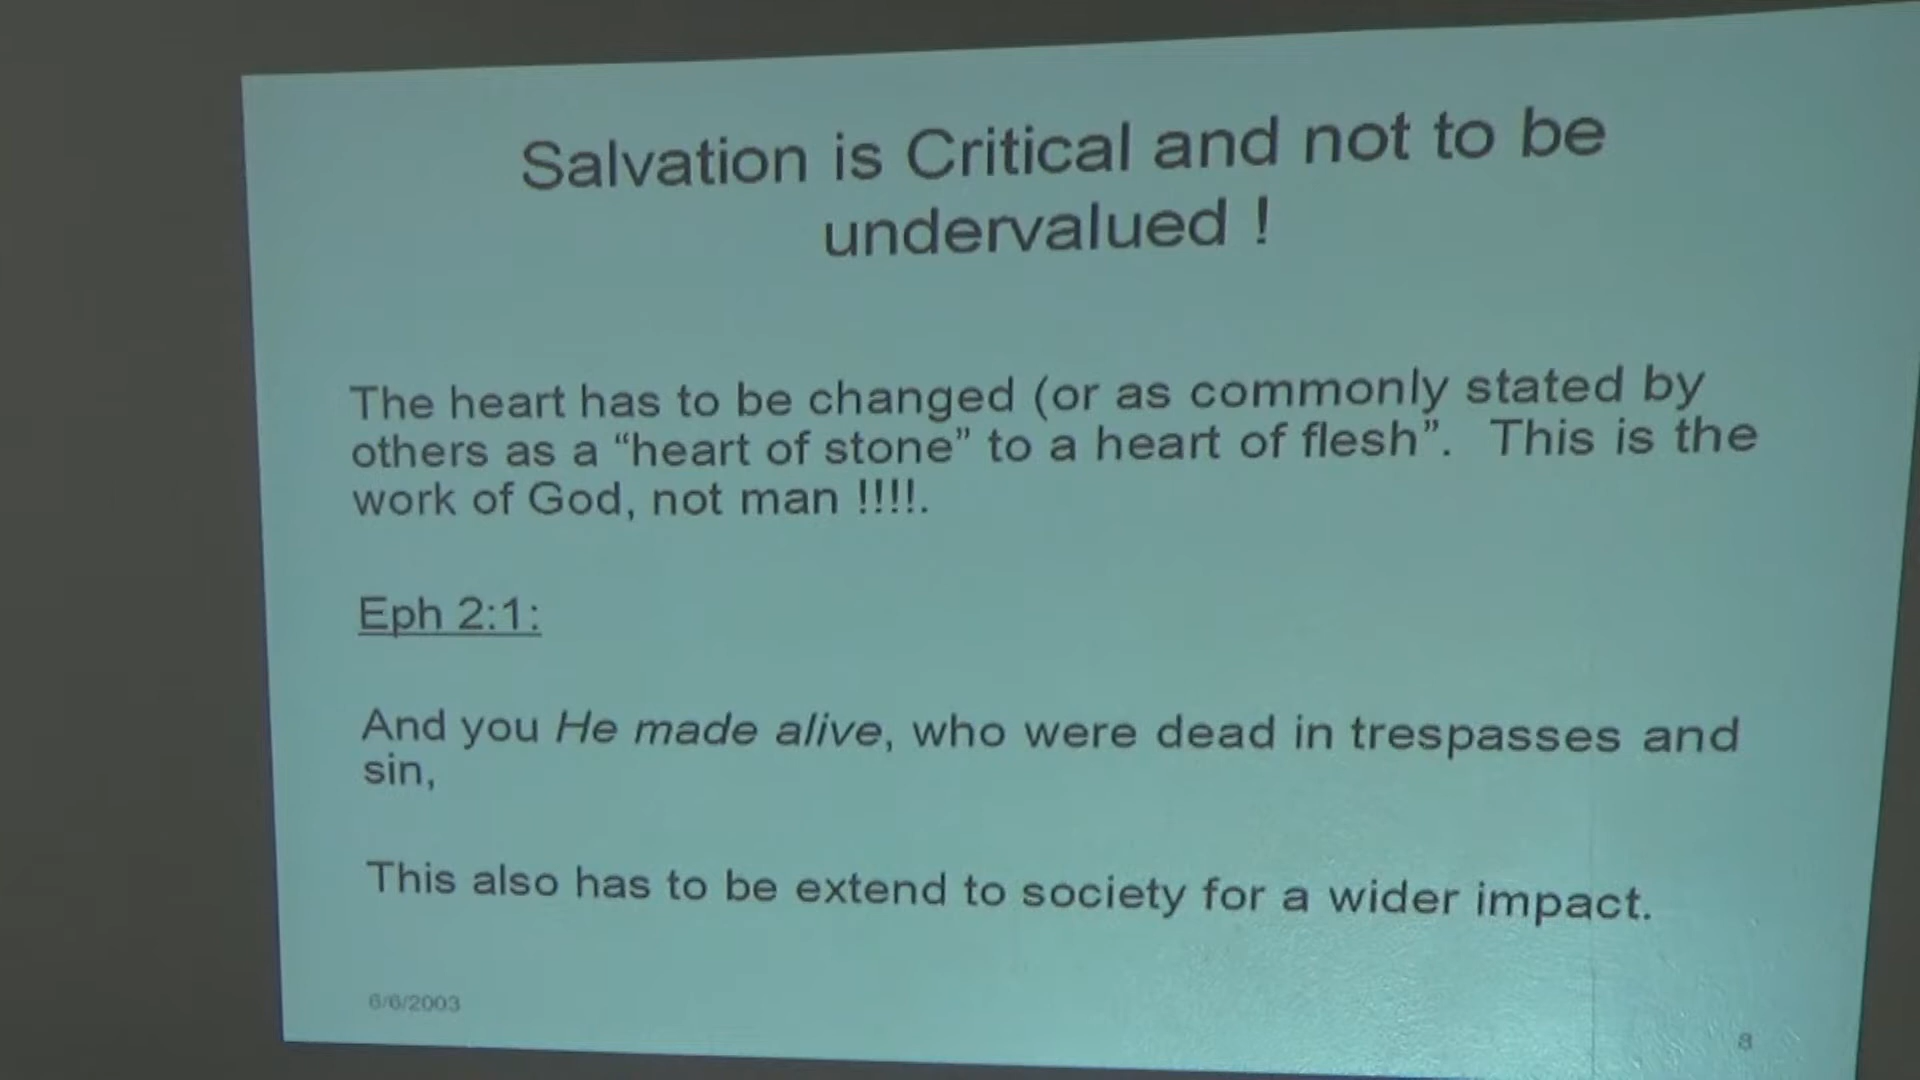 Salvation is Critical and not to be
undervalued !
The heart has to be changed (or as commonly stated by
others as a “heart of stone” to a heart of flesh”.  This is the
work of God, not man !!!!.
Eph 2:1:
And you He made alive, who were dead in trespasses and
sin,
This also has to be extend to society for a wider impact.
6/6/2003
8